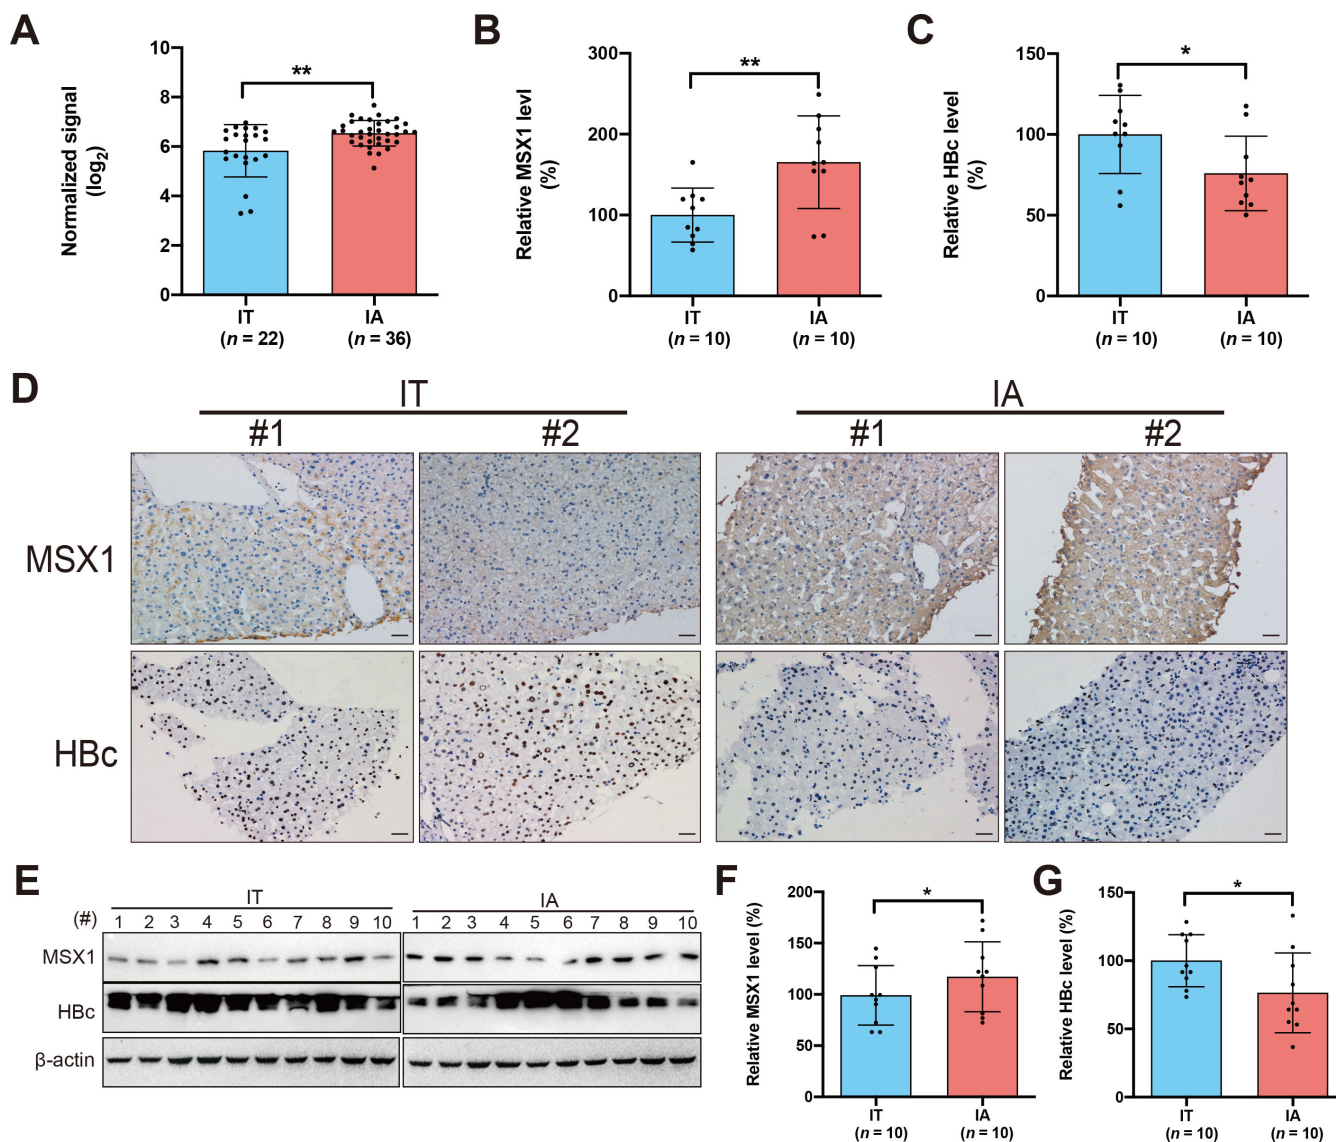 A
Normalized signal
(log2)
10
8
6
4
2
0
**
IT
IA
(n = 22)
(n = 36)
B
Relative MSX1 levl
(%)
300
200
100
0
**
IT
IA
(n = 10)
(n = 10)
C
Relative HBc level
(%)
150
100
50
0
*
IT
IA
(n = 10)
(n = 10)
D
IT
IA
#1
#2
#1
#2
MSX1
HBc
E
IT
IA
(#)
1 2 3 4 5 6 7 8 9 10
1 2 3 4 5 6 7 8 9 10
MSX1
HBc
β-actin
F
Relative MSX1 level (%)
200
150
100
50
0
*
IT
IA
(n = 10)
(n = 10)
G
Relative HBc level (%)
150
100
50
0
*
IT
IA
(n = 10)
(n = 10)